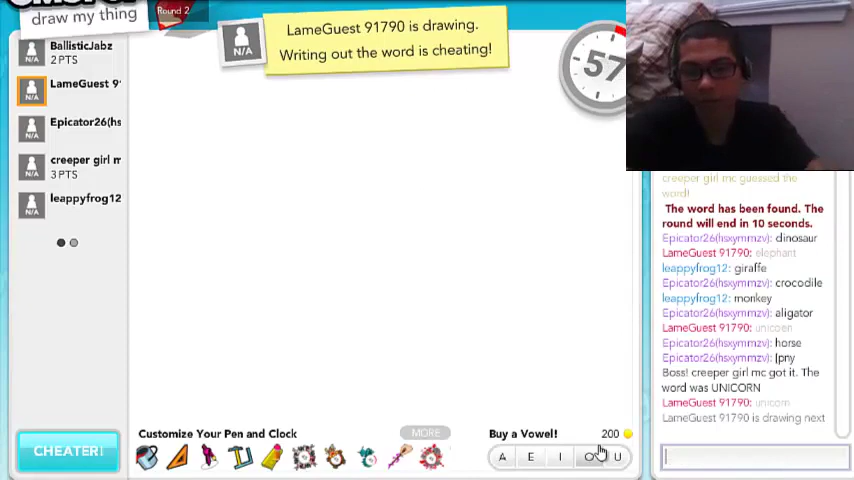 draw my thing
Round 2
LameGuest 91790 is drawing.
Writing out the word is cheating!
N/A
57
BallisticJabz
2 PTS
N/A
LameGuest 9
N/A
Epicator26(hs
N/A
creeper girl m
3 PTS
N/A
leappyfrog12
N/A
creeper girl mc guessed the
word!
The word has been found. The
round will end in 10 seconds.
Epicator26(hsxymmzv): dinosaur
LameGuest 91790: elephant
leappyfrog12: giraffe
Epicator26(hsxymmzv): crocodile
leappyfrog12: monkey
Epicator26(hsxymmzv): aligator
LameGuest 91790: unicoen
Epicator26(hsxymmzv): horse
Epicator26(hsxymmzv): [pny
Boss! creeper girl mc got it. The
word was UNICORN
LameGuest 91790: unicorn
LameGuest 91790 is drawing next
CHEATER!
Customize Your Pen and Clock
MORE
Buy a Vowel!
200
A E I O U